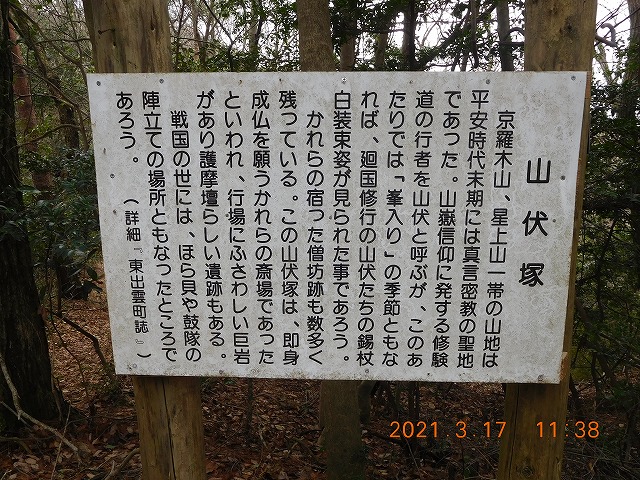 山伏塚
京羅木山、星上山一帯の山地は
平安時代末期には真言密教の聖地
であった。山嶽信仰に発する修験
道の行者を山伏と呼ぶが、このあ
たりでは「峯入り」の季節ともな
れば、廻国修行の山伏たちの錫杖
白装束姿が見られた事であろう。
かれらの宿った僧坊跡も数多く
残っている。この山伏塚は、即身
成仏を願うかれらの斎場であった
といわれ、行場にふさわしい巨岩
があり護摩壇らしい遺跡もある。
戦国の世には、ほら貝や鼓隊の
陣立ての場所ともなったところで
あろう。
(詳細『東出雲町誌』)
2021 3 17 11:38